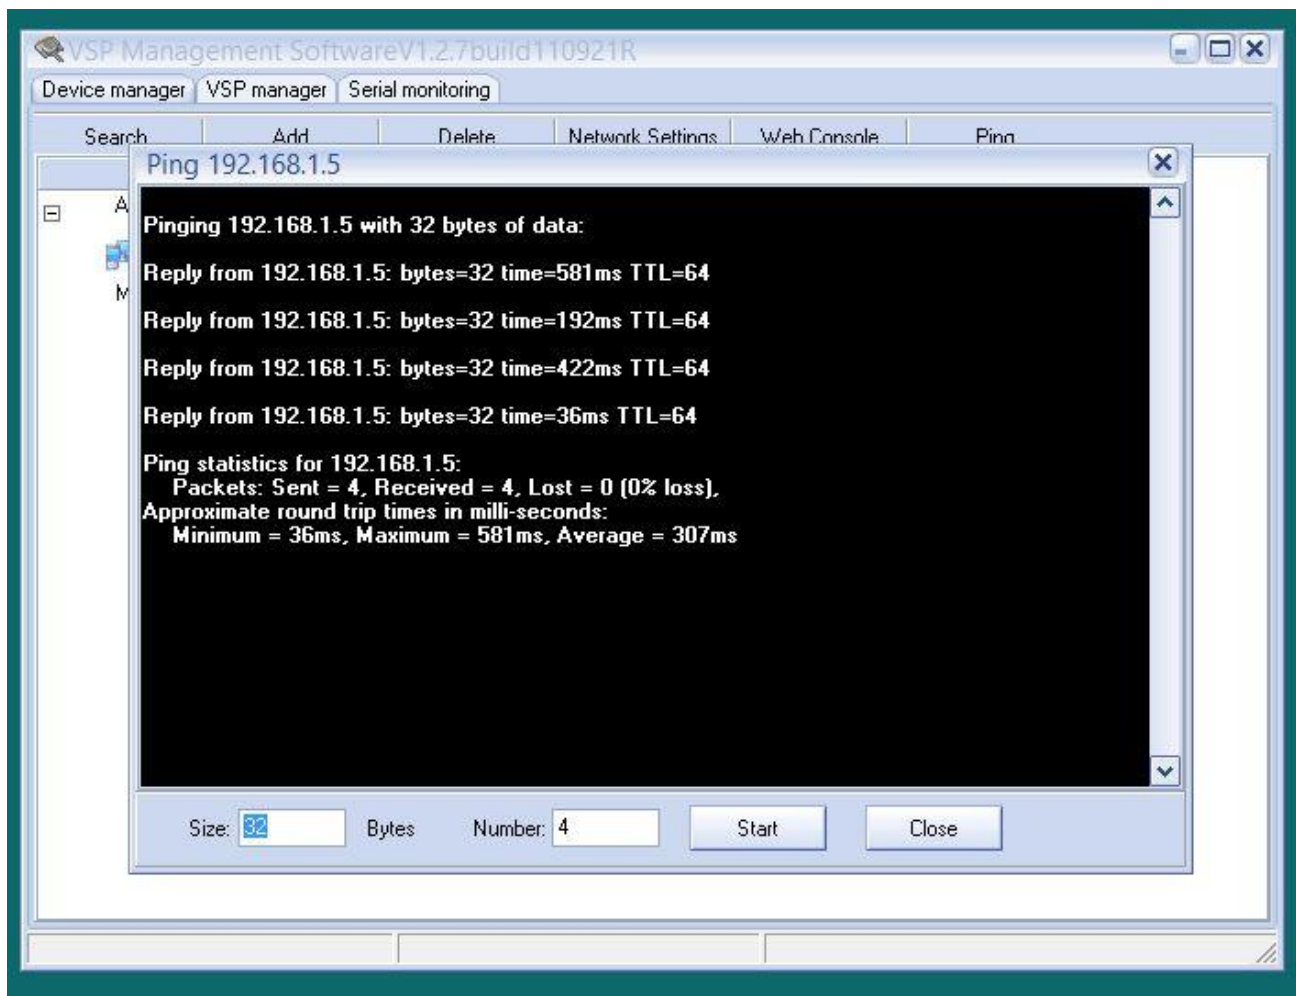 VSP Management SoftwareV1.2.7build110921R
Device manager VSP manager Serial monitoring
Search Add Delete Network Settings Web Console Ping
Ping 192.168.1.5
A
M
Pinging 192.168.1.5 with 32 bytes of data:
Reply from 192.168.1.5: bytes=32 time=581ms TTL=64
Reply from 192.168.1.5: bytes=32 time=192ms TTL=64
Reply from 192.168.1.5: bytes=32 time=422ms TTL=64
Reply from 192.168.1.5: bytes=32 time=36ms TTL=64
Ping statistics for 192.168.1.5:
Packets: Sent = 4, Received = 4, Lost = 0 (0% loss),
Approximate round trip times in milli-seconds:
Minimum = 36ms, Maximum = 581ms, Average = 307ms
Size: 32 Bytes Number: 4 Start Close